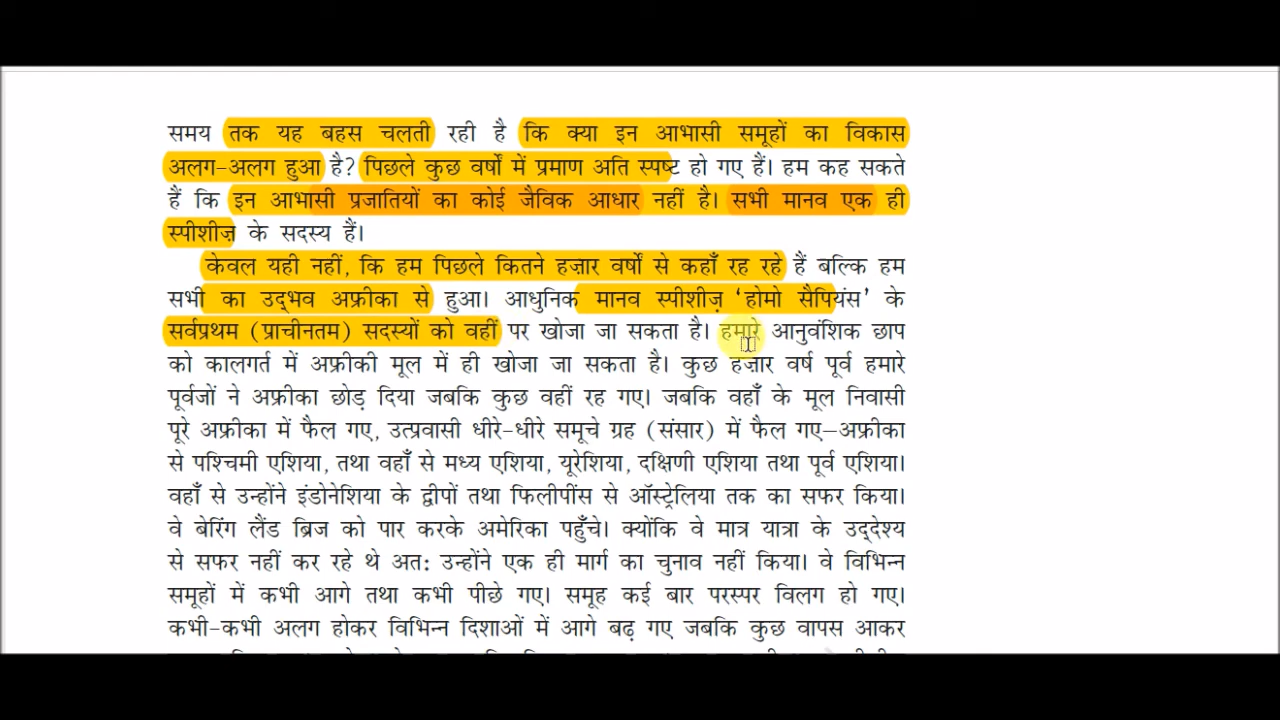 समय तक यह बहस चलती रही है कि क्या इन आभासी समूहों का विकास
अलग-अलग हुआ है? पिछले कुछ वर्षों में प्रमाण अति स्पष्ट हो गए हैं। हम कह सकते
हैं कि इन आभासी प्रजातियों का कोई जैविक आधार नहीं है। सभी मानव एक ही
स्पीशीज़ के सदस्य हैं।
केवल यही नहीं, कि हम पिछले कितने हज़ार वर्षों से कहाँ रह रहे हैं बल्कि हम
सभी का उद्भव अफ्रीका से हुआ। आधुनिक मानव स्पीशीज़ ‘होमो सैपियंस’ के
सर्वप्रथम (प्राचीनतम) सदस्यों को वहीं पर खोजा जा सकता है। हमारे आनुवंशिक छाप
को कालगर्त में अफ्रीकी मूल में ही खोजा जा सकता है। कुछ हज़ार वर्ष पूर्व हमारे
पूर्वजों ने अफ्रीका छोड़ दिया जबकि कुछ वहीं रह गए। जबकि वहाँ के मूल निवासी
पूरे अफ्रीका में फैल गए, उत्प्रवासी धीरे-धीरे समूचे ग्रह (संसार) में फैल गए—अफ्रीका
से पश्चिमी एशिया, तथा वहाँ से मध्य एशिया, यूरेशिया, दक्षिणी एशिया तथा पूर्व एशिया।
वहाँ से उन्होंने इंडोनेशिया के द्वीपों तथा फिलीपींस से ऑस्ट्रेलिया तक का सफर किया।
वे बेरिंग लैंड ब्रिज को पार करके अमेरिका पहुँचे। क्योंकि वे मात्र यात्रा के उद्देश्य
से सफर नहीं कर रहे थे अत: उन्होंने एक ही मार्ग का चुनाव नहीं किया। वे विभिन्न
समूहों में कभी आगे तथा कभी पीछे गए। समूह कई बार परस्पर विलग हो गए।
कभी-कभी अलग होकर विभिन्न दिशाओं में आगे बढ़ गए जबकि कुछ वापस आकर